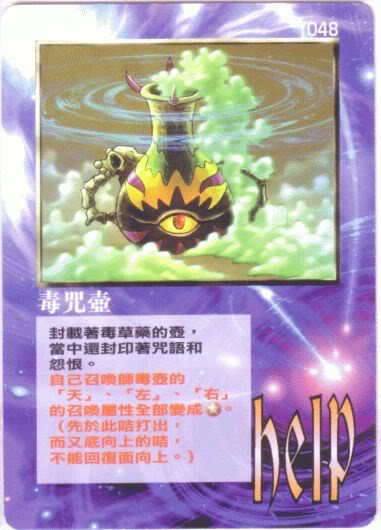 T048
毒咒壺
封載著毒草藥的壺，
當中還封印著咒語和
怨恨。
自己召喚師毒壺的
「天」、「左」、「右」
的召喚屬性全部變成。
（先於此咭打出，
而又底向上的咭，
不能回復面向上。）
help